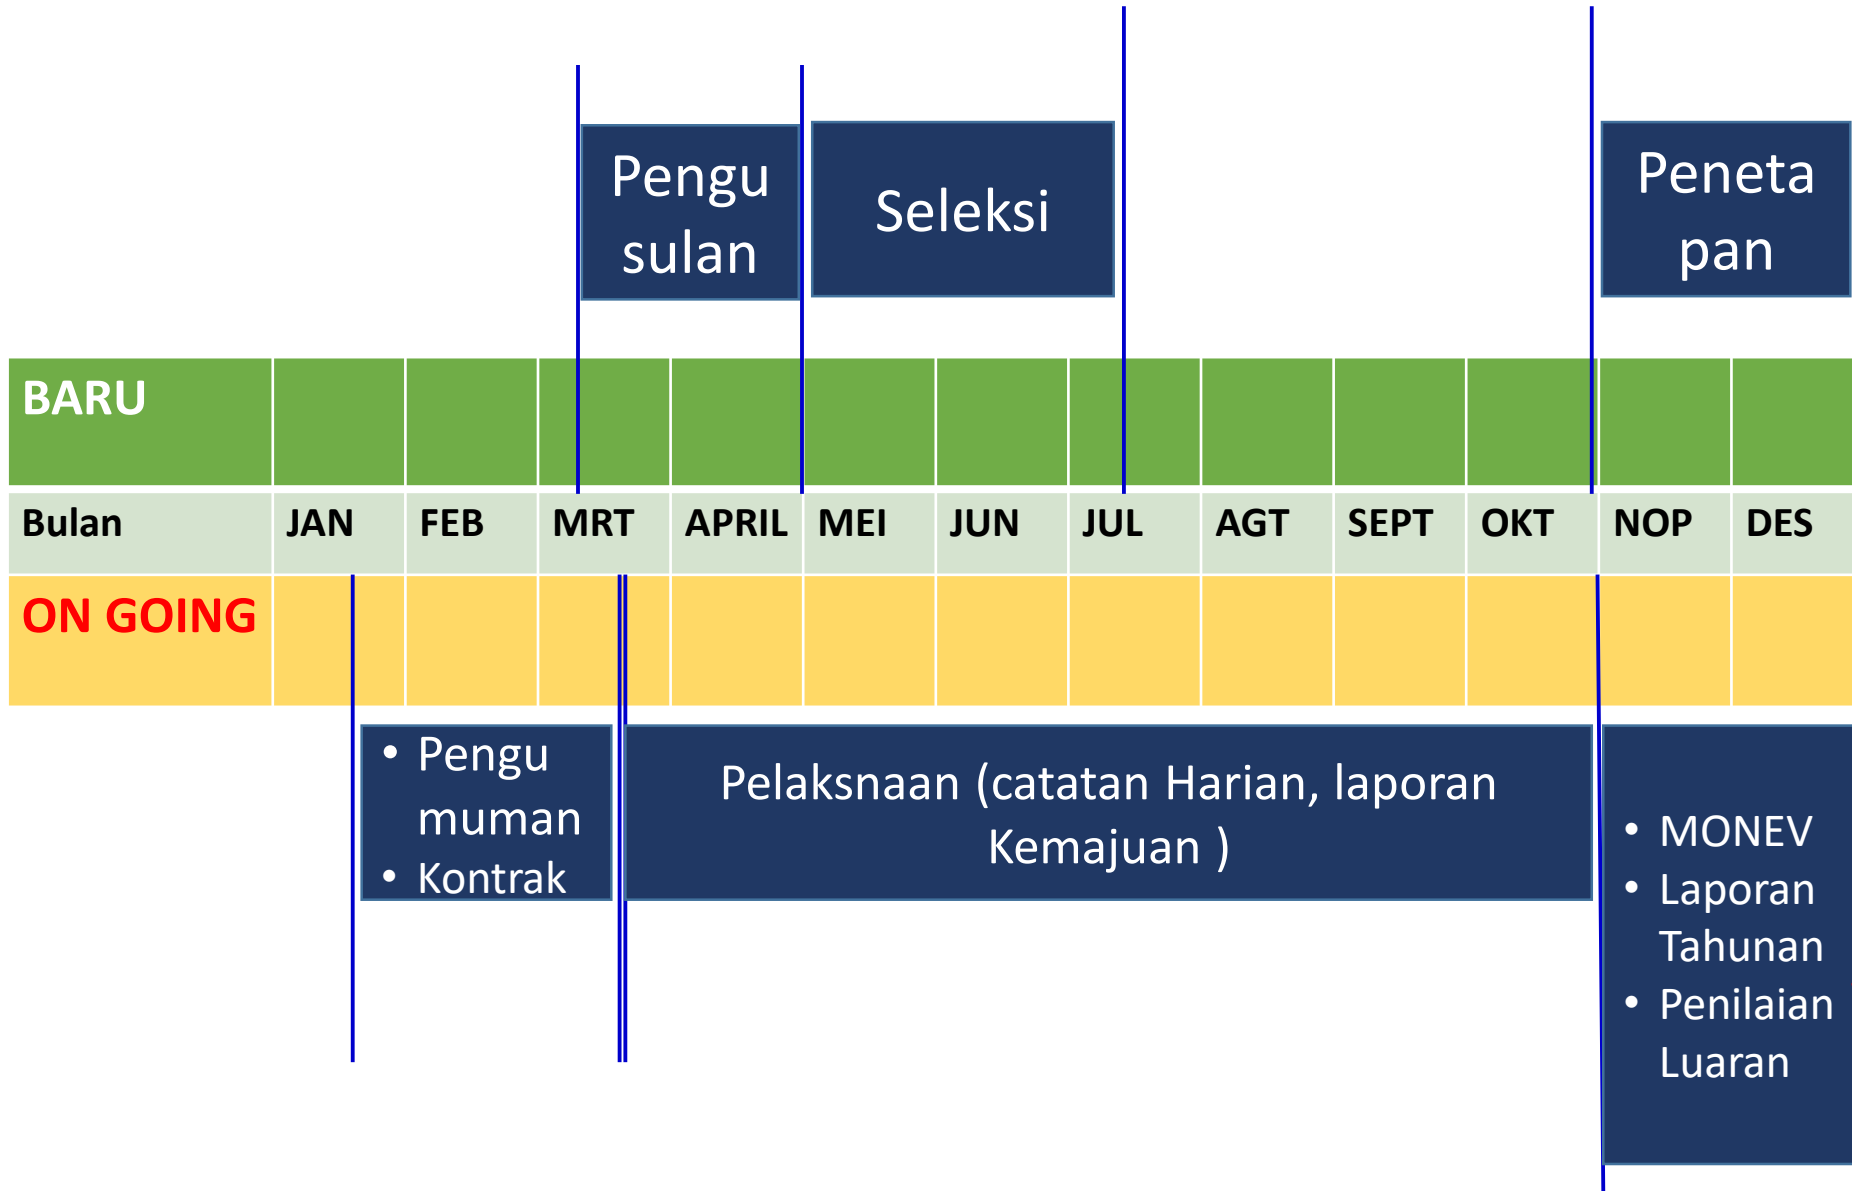 Pengu
sulan
Seleksi
Peneta
pan
BARU
Bulan JAN FEB MRT APRIL MEI JUN JUL AGT SEPT OKT NOP DES
ON GOING
• Pengu
muman
• Kontrak
Pelaksnaan (catatan Harian, laporan
Kemajuan )
• MONEV
• Laporan
Tahunan
• Penilaian
Luaran